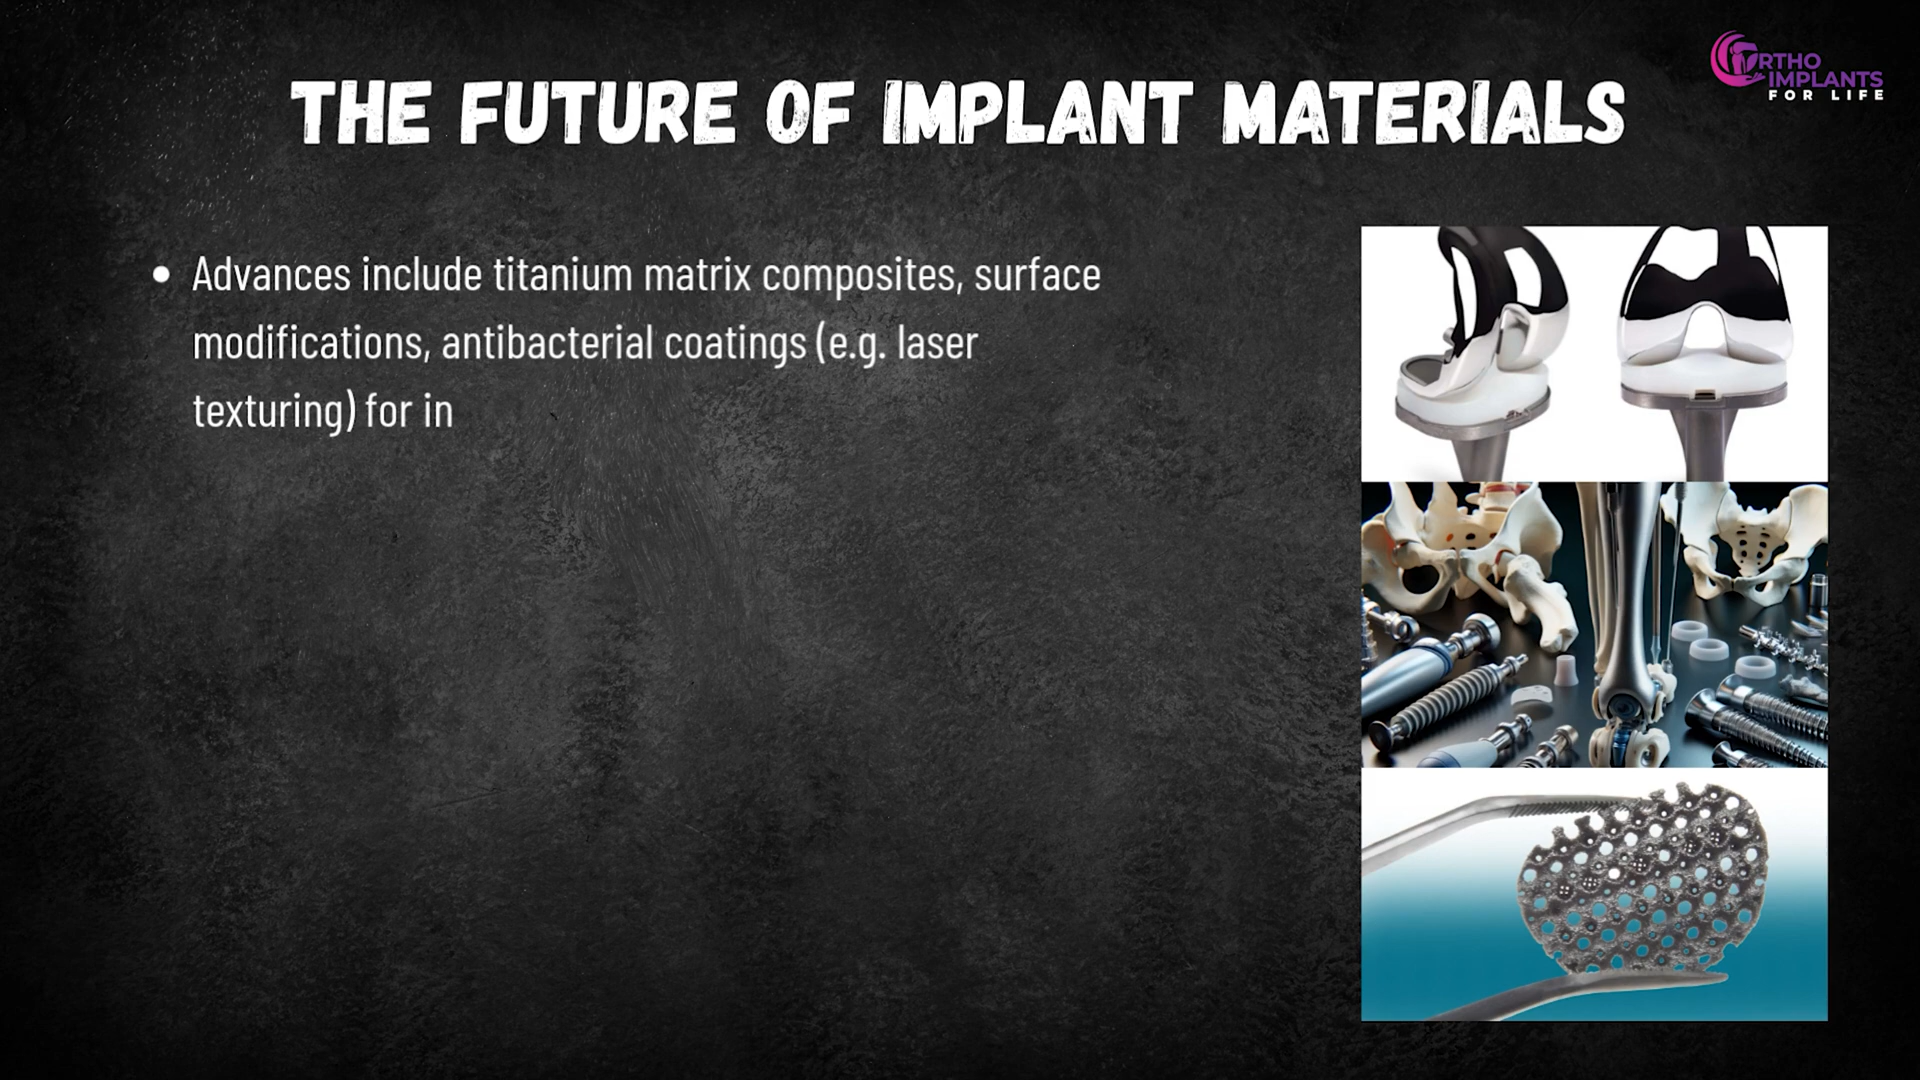 THE FUTURE OF IMPLANT MATERIALS
ORTHO
IMPLANTS
FOR LIFE
• Advances include titanium matrix composites, surface
modifications, antibacterial coatings (e.g. laser
texturing) for in